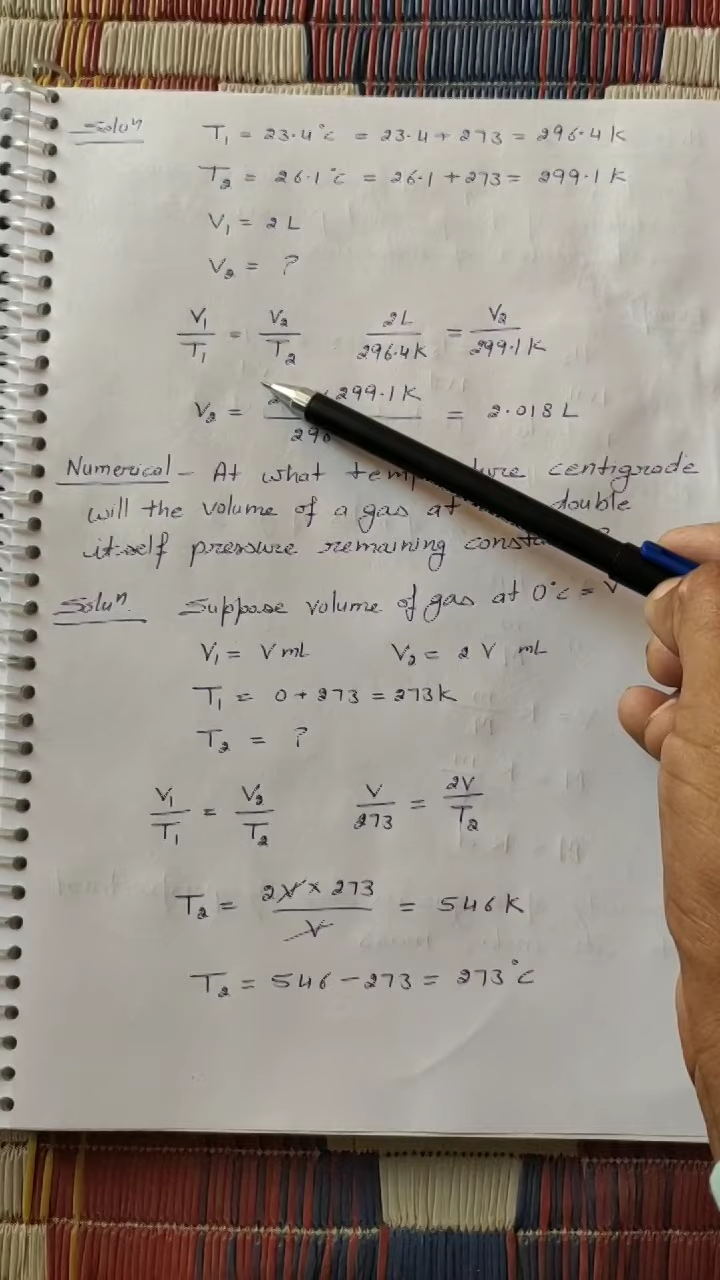 Solun
T₁ = 23.4°c = 23.4 + 273 = 296.4 K
T₂ = 26.1°c = 26.1 + 273 = 299.1 K
V₁ = 2 L
V₂ = ?
V₁/T₁ = V₂/T₂   2L/296.4K = V₂/299.1K
V₂ = 299.1 K / = 2.018 L
Numerical - At what centigrade
will the volume of a gas at double
itself pressure remaining
Solun. Suppose volume of gas at 0°c = V
V₁ = V mL   V₂ = 2 V mL
T₁ = 0 + 273 = 273 K
T₂ = ?
V₁/T₁ = V₂/T₂   V/273 = 2V/T₂
T₂ = 2V × 273/V = 546 K
T₂ = 546 - 273 = 273°c